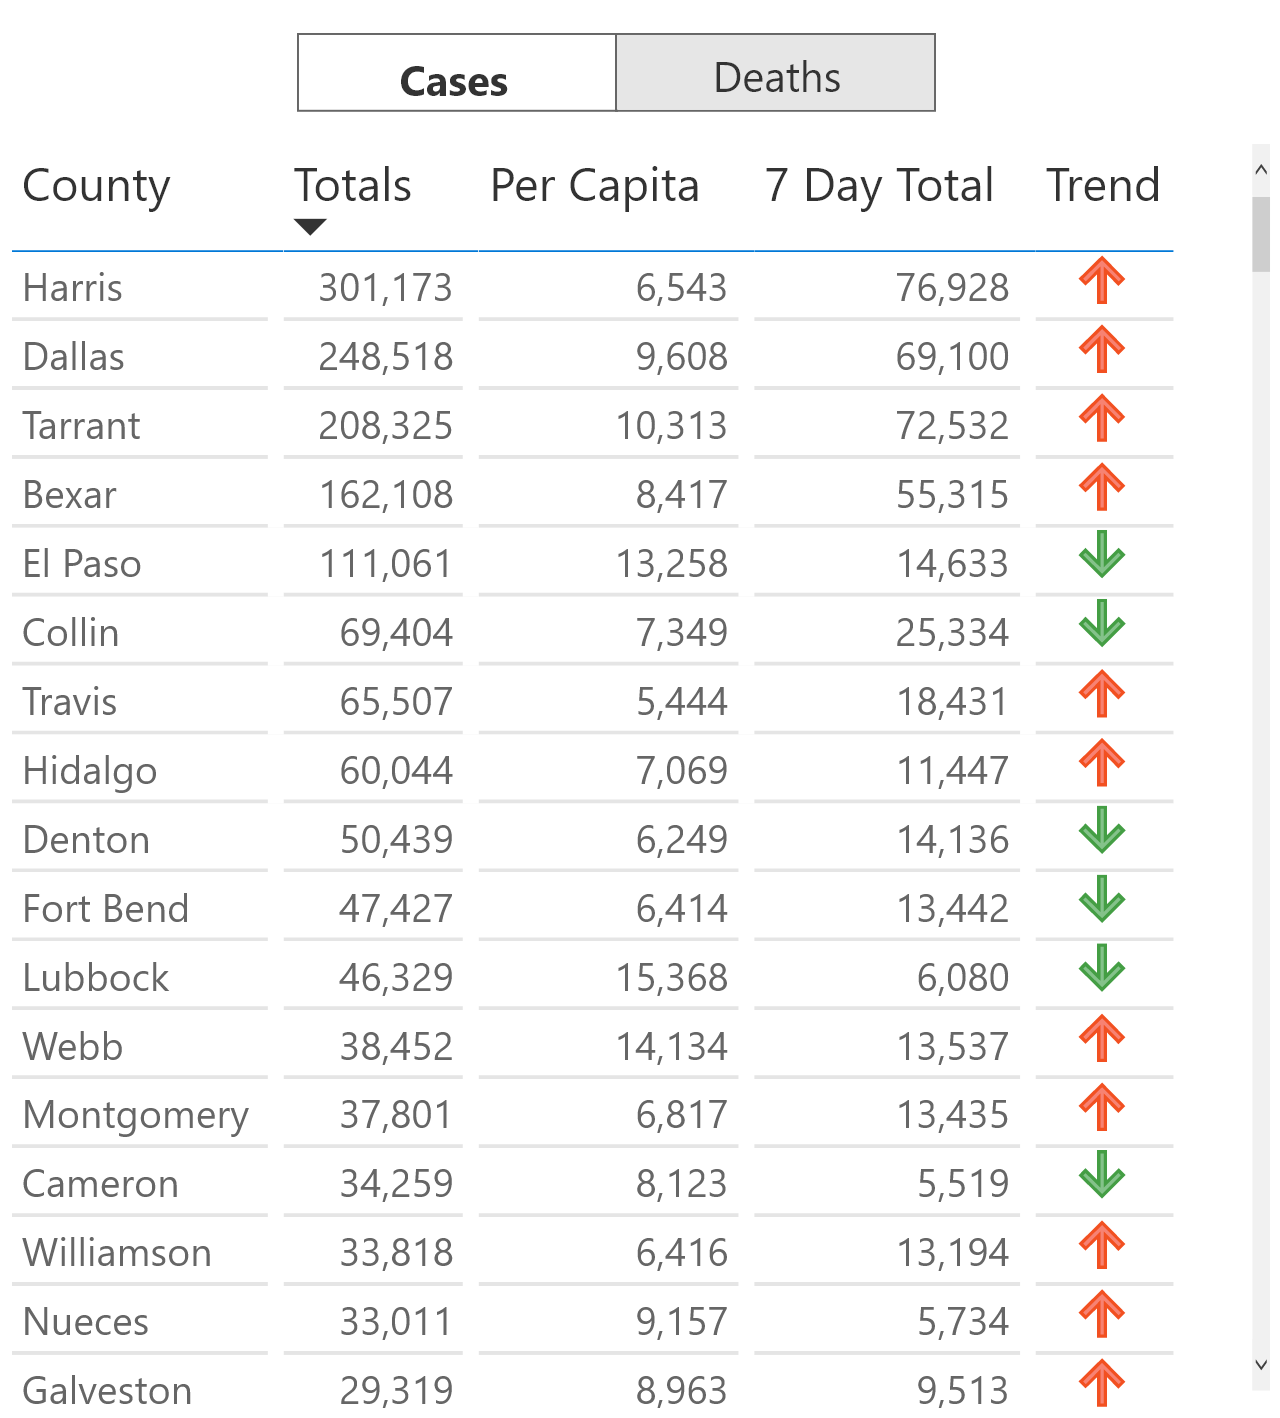 Cases Deaths
County Totals Per Capita 7 Day Total Trend
Harris 301,173 6,543 76,928
Dallas 248,518 9,608 69,100
Tarrant 208,325 10,313 72,532
Bexar 162,108 8,417 55,315
El Paso 111,061 13,258 14,633
Collin 69,404 7,349 25,334
Travis 65,507 5,444 18,431
Hidalgo 60,044 7,069 11,447
Denton 50,439 6,249 14,136
Fort Bend 47,427 6,414 13,442
Lubbock 46,329 15,368 6,080
Webb 38,452 14,134 13,537
Montgomery 37,801 6,817 13,435
Cameron 34,259 8,123 5,519
Williamson 33,818 6,416 13,194
Nueces 33,011 9,157 5,734
Galveston 29,319 8,963 9,513